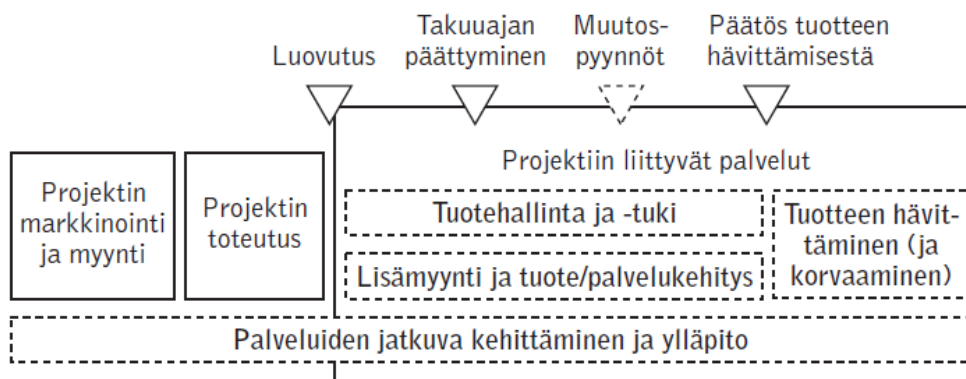 Luovutus
Takuuajan
päättyminen
Muutos-
pyynnöt
Päätös tuotteen
hävittämisestä
Projektin
markkinointi
ja myynti
Projektin
toteutus
Projektiin liittyvät palvelut
Tuotehallinta ja -tuki
Lisämyynti ja tuote/palvelukehitys
Tuotteen hävit-
täminen (ja
korvaaminen)
Palveluiden jatkuva kehittäminen ja ylläpito